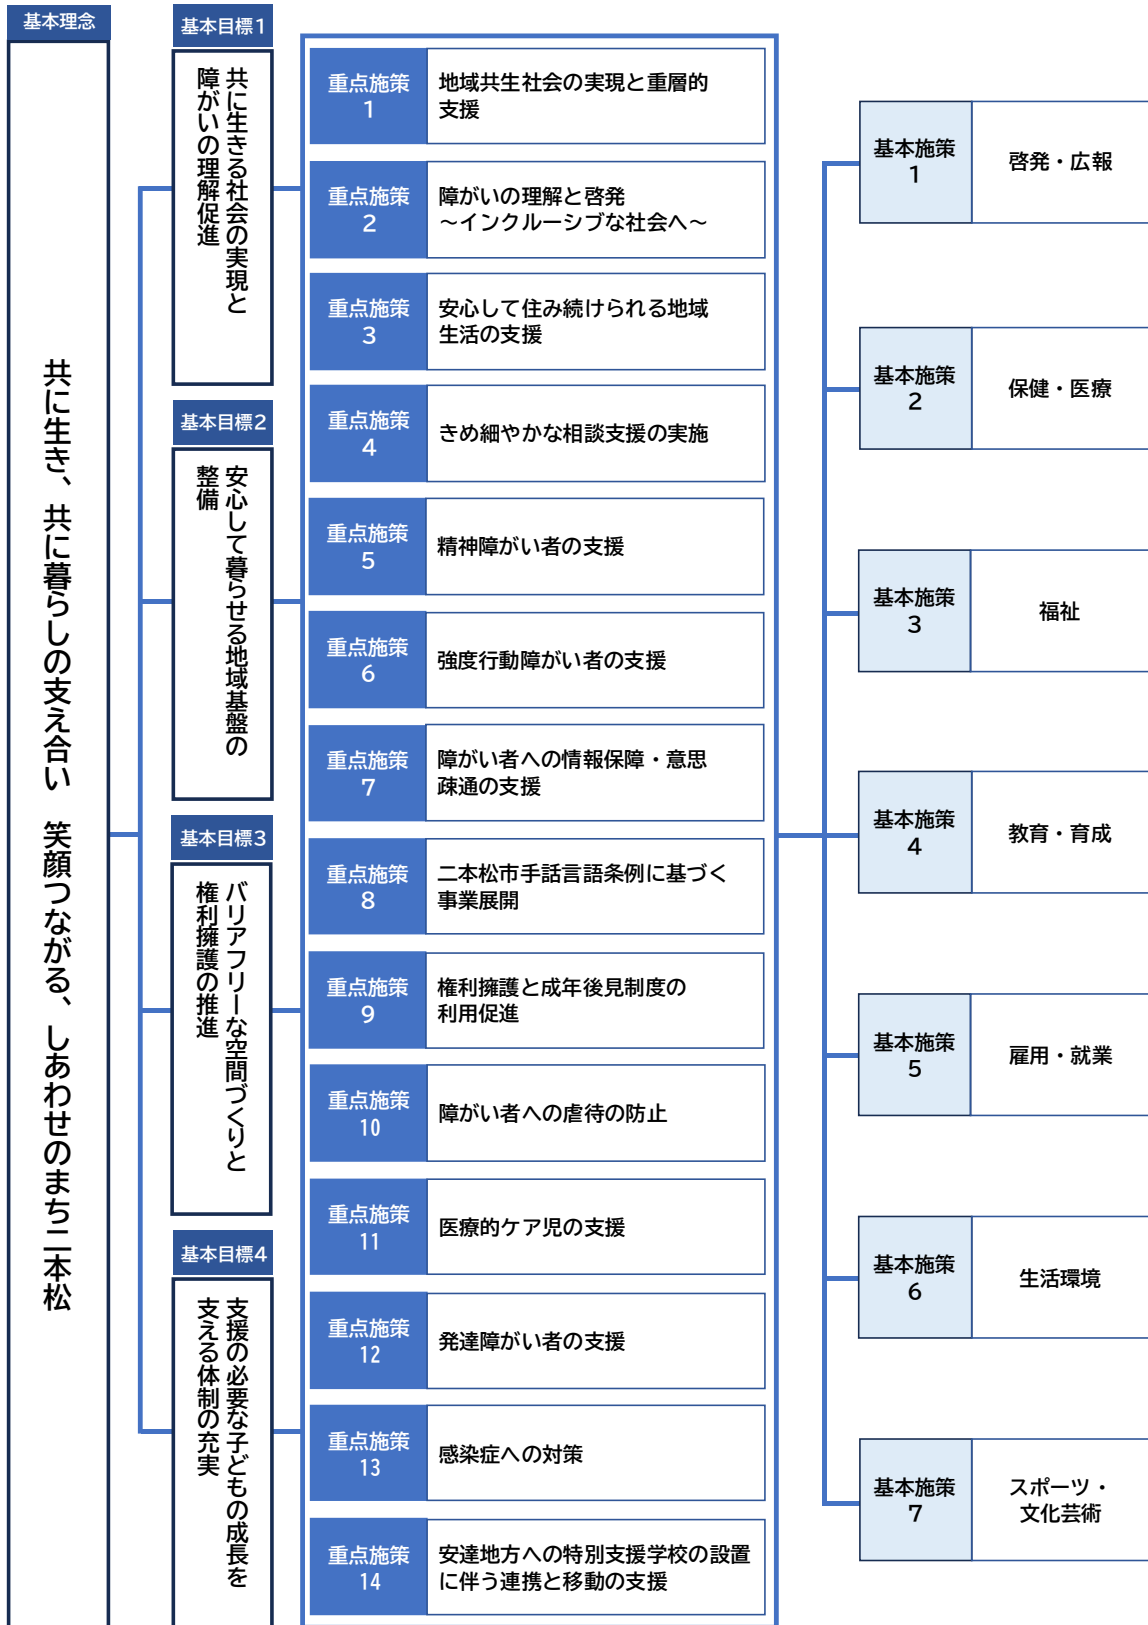 基本理念
共に生き、共に暮らしの支え合い　笑顔つながる、しあわせのまち二本松
基本目標1
共に生きる社会の実現と
障がいの理解促進
基本目標2
安心して暮らせる地域基盤の
整備
基本目標3
バリアフリーな空間づくりと
権利擁護の推進
基本目標4
支援の必要な子どもの成長を
支える体制の充実
重点施策
1
地域共生社会の実現と重層的
支援
重点施策
2
障がいの理解と啓発
～インクルーシブな社会へ～
重点施策
3
安心して住み続けられる地域
生活の支援
重点施策
4
きめ細やかな相談支援の実施
重点施策
5
精神障がい者の支援
重点施策
6
強度行動障がい者の支援
重点施策
7
障がい者への情報保障・意思
疎通の支援
重点施策
8
二本松市手話言語条例に基づく
事業展開
重点施策
9
権利擁護と成年後見制度の
利用促進
重点施策
10
障がい者への虐待の防止
重点施策
11
医療的ケア児の支援
重点施策
12
発達障がい者の支援
重点施策
13
感染症への対策
重点施策
14
安達地方への特別支援学校の設置
に伴う連携と移動の支援
基本施策
1
啓発・広報
基本施策
2
保健・医療
基本施策
3
福祉
基本施策
4
教育・育成
基本施策
5
雇用・就業
基本施策
6
生活環境
基本施策
7
スポーツ・
文化芸術